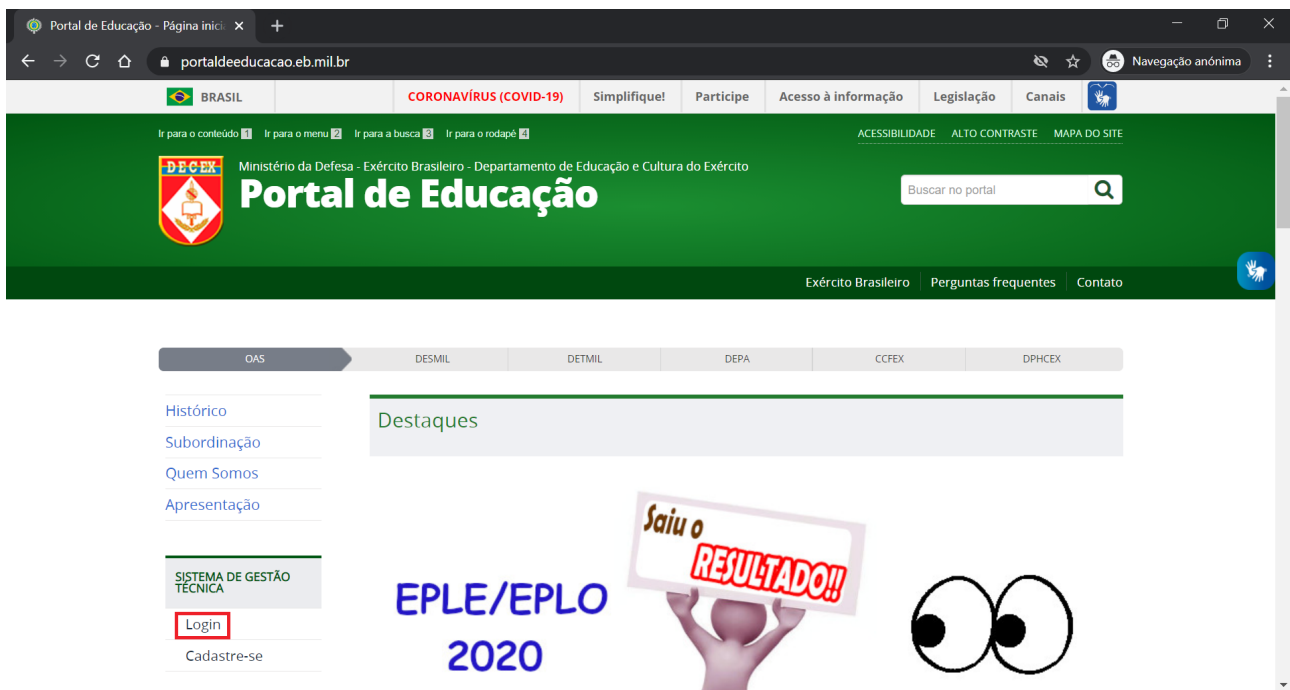 Portal de Educação - Página inici
portaldeeducacao.eb.mil.br
Navegação anónima
BRASIL
CORONAVÍRUS (COVID-19)
Simplifique!
Participe
Acesso à informação
Legislação
Canais
Ir para o conteúdo 1 Ir para o menu 2 Ir para a busca 3 Ir para o rodapé 4
ACESSIBILIDADE ALTO CONTRASTE MAPA DO SITE
DECEX
Ministério da Defesa - Exército Brasileiro - Departamento de Educação e Cultura do Exército
Portal de Educação
Buscar no portal
Exército Brasileiro Perguntas frequentes Contato
OAS DESMIL DETMIL DEPA CCFEX DPHCEX
Histórico
Subordinação
Quem Somos
Apresentação
Destaques
SISTEMA DE GESTÃO
TÉCNICA
Login
Cadastre-se
Saiu o
RESULTADO!!
EPLE/EPLO
2020